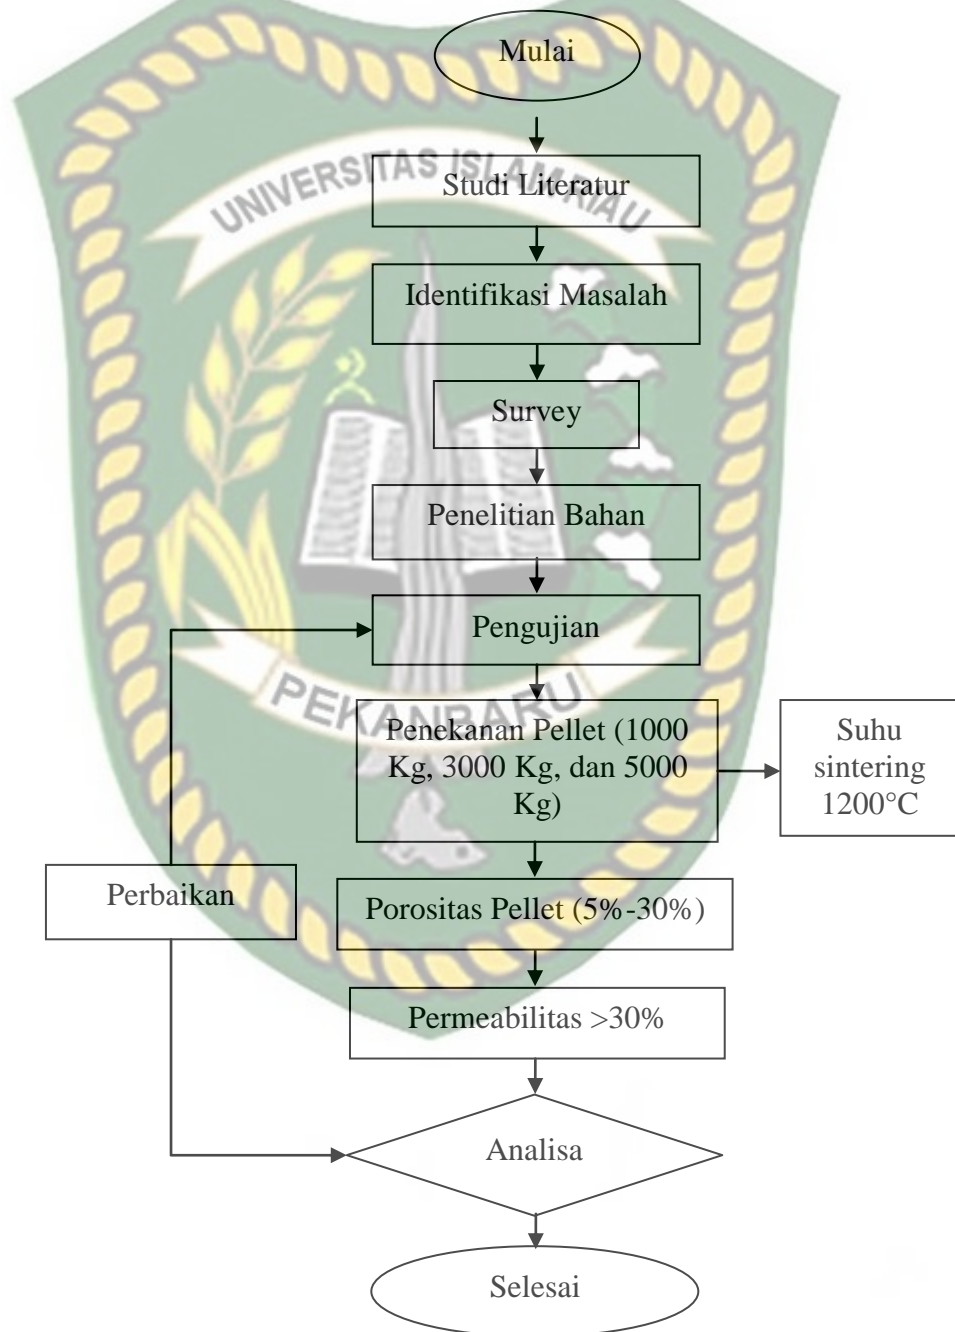 Mulai
UNIVERSITAS ISLAM RIAU
Studi Literatur
Identifikasi Masalah
Survey
Penelitian Bahan
Pengujian
PEKANBARU
Penekanan Pellet (1000
Kg, 3000 Kg, dan 5000
Kg)
Suhu
sintering
1200°C
Perbaikan
Porositas Pellet (5%-30%)
Permeabilitas >30%
Analisa
Selesai